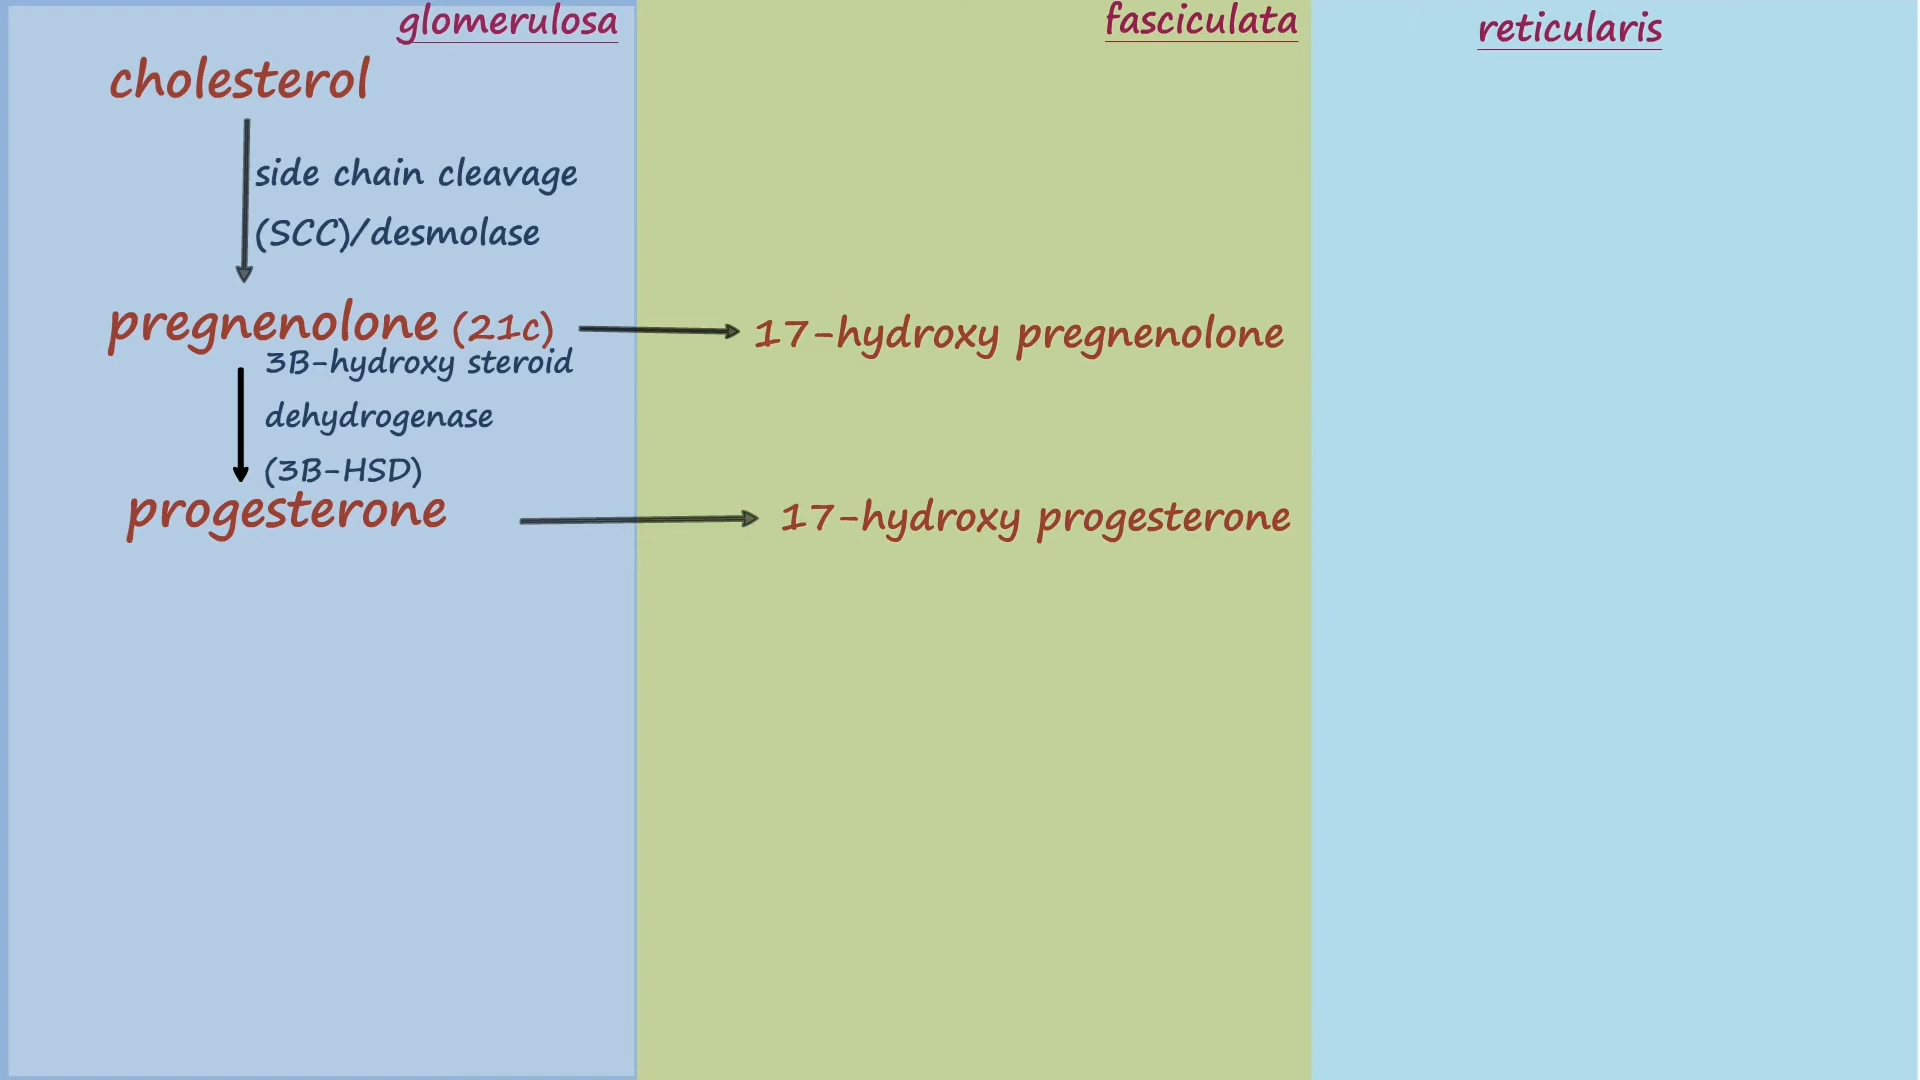 glomerulosa
fasciculata
reticularis
cholesterol
side chain cleavage
(SCC)/desmolase
pregnenolone (21c)
17-hydroxy pregnenolone
3B-hydroxy steroid
dehydrogenase
(3B-HSD)
progesterone
17-hydroxy progesterone